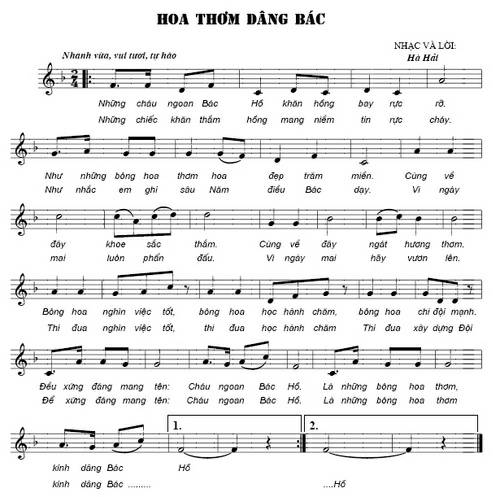 HOA THƠM DÂNG BÁC
Nhanh vừa, vui tươi, tự hào
NHẠC VÀ LỜI:
Hà Hải
2
4
Những cháu ngoan Bác Hồ khăn hồng bay rực rỡ.
Những chiếc khăn thắm hồng mang niềm tin rực cháy.
Như những bông hoa thơm hoa đẹp trăm miền. Cùng về
Như nhắc em ghi sâu Năm điều Bác dạy. Vì ngày
đây khoe sắc thắm. Cùng về đây ngát hương thơm.
mai luôn phấn đấu. Vì ngày mai hãy vươn lên.
Bông hoa nghìn việc tốt, bông hoa học hành chăm, bông hoa chi đội mạnh.
Thi đua nghìn việc tốt, thi đua học hành chăm Thi đua xây dựng Đội
Đều xứng đáng mang tên: Cháu ngoan Bác Hồ. Là những bông hoa thơm,
Để xứng đáng mang tên: Cháu ngoan Bác Hồ. Là những bông hoa thơm
1.
2.
kính dâng Bác Hồ
kính dâng Bác ......... ....Hồ